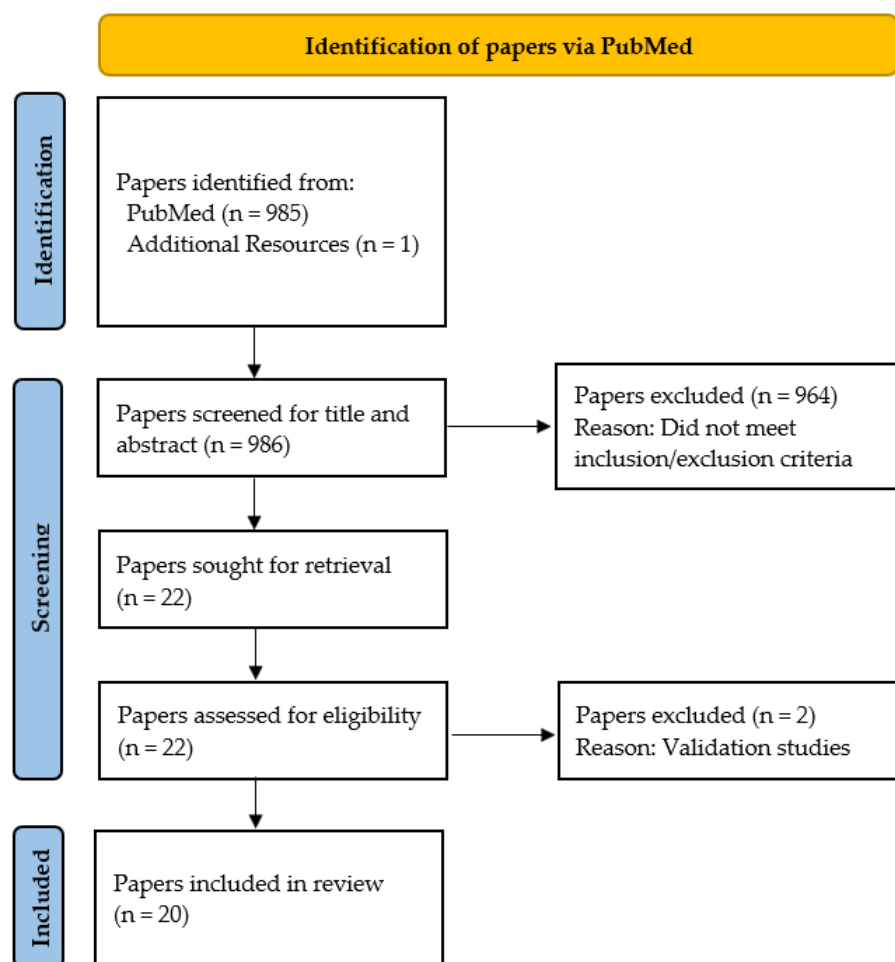 Identification of papers via PubMed
Identification
Papers identified from:
PubMed (n = 985)
Additional Resources (n = 1)
Screening
Papers screened for title and
abstract (n = 986)
Papers excluded (n = 964)
Reason: Did not meet
inclusion/exclusion criteria
Papers sought for retrieval
(n = 22)
Papers assessed for eligibility
(n = 22)
Papers excluded (n = 2)
Reason: Validation studies
Included
Papers included in review
(n = 20)